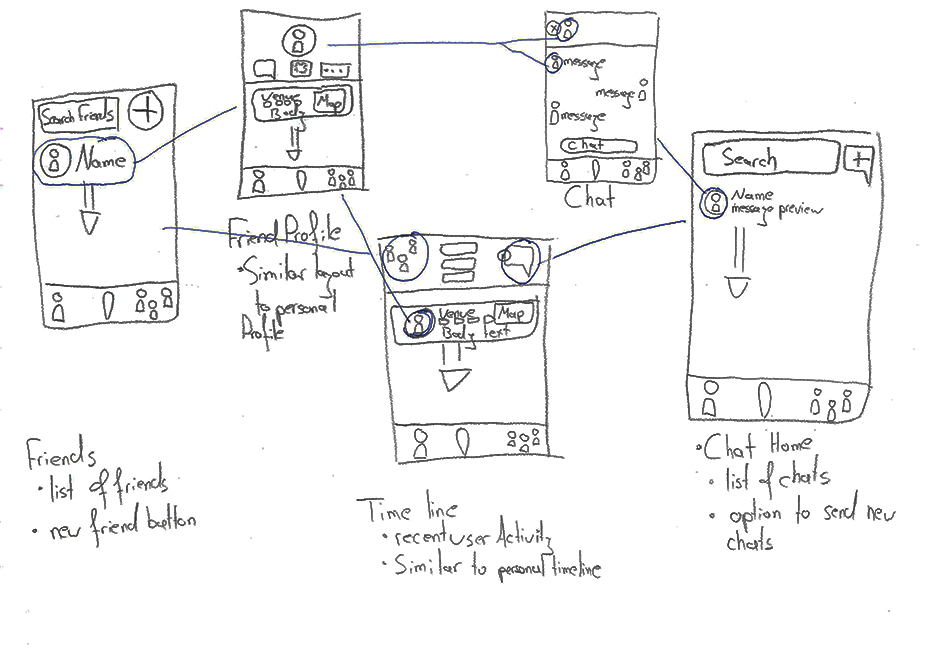 Search Friends
Name
Friends
• list of friends
• new friend button
Venue
Body
Map
Friend Profile
• Similar layout
to personal
Profile
message
message
message
Chat
Chat
Venue
Body Text
Map
Time line
• recent user Activity
• Similar to personal timeline
Search
Name
message preview
• Chat Home
• list of chats
• option to send new
chats